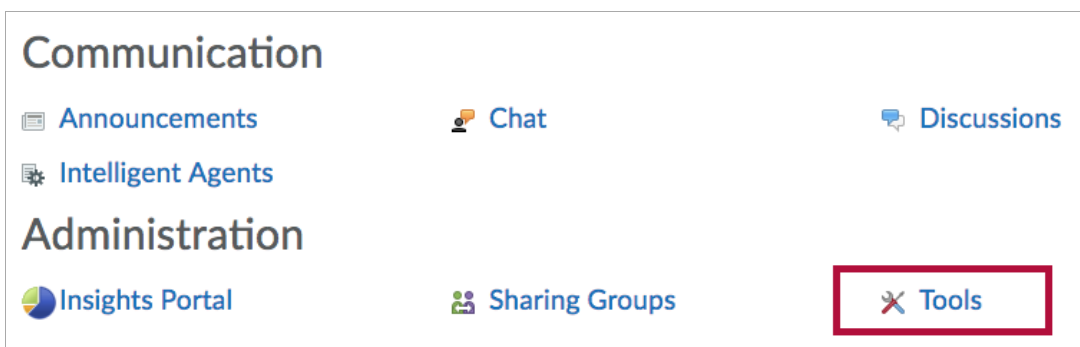 Communication
Announcements Chat Discussions
Intelligent Agents
Administration
Insights Portal Sharing Groups Tools